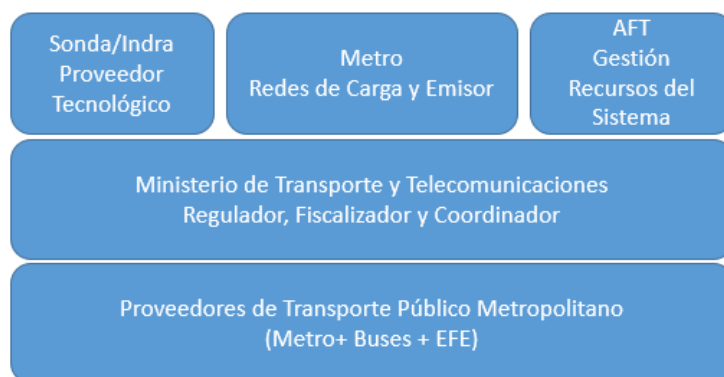 Sonda/Indra
Proveedor
Tecnológico
Metro
Redes de Carga y Emisor
AFT
Gestión
Recursos del
Sistema
Ministerio de Transporte y Telecomunicaciones
Regulador, Fiscalizador y Coordinador
Proveedores de Transporte Público Metropolitano
(Metro+ Buses + EFE)